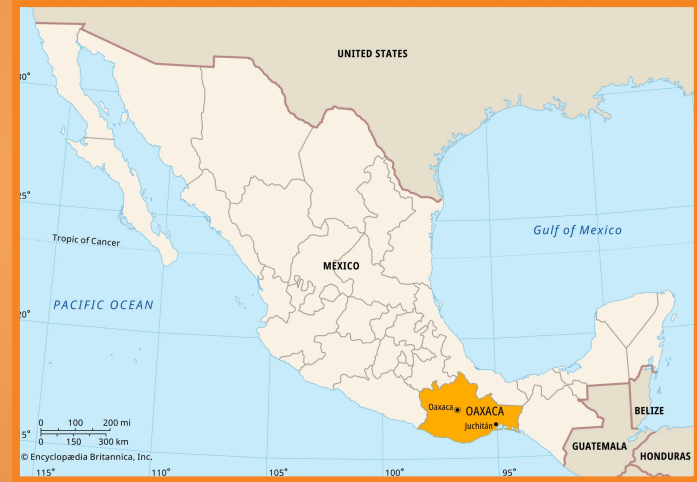 UNITED STATES
30°
25°
Gulf of Mexico
Tropic of Cancer
MEXICO
PACIFIC OCEAN
20°
Oaxaca
OAXACA
Juchitán
BELIZE
0 100 200 mi
0 150 300 km
15°
GUATEMALA
HONDURAS
© Encyclopædia Britannica, Inc.
115°
110°
105°
100°
95°